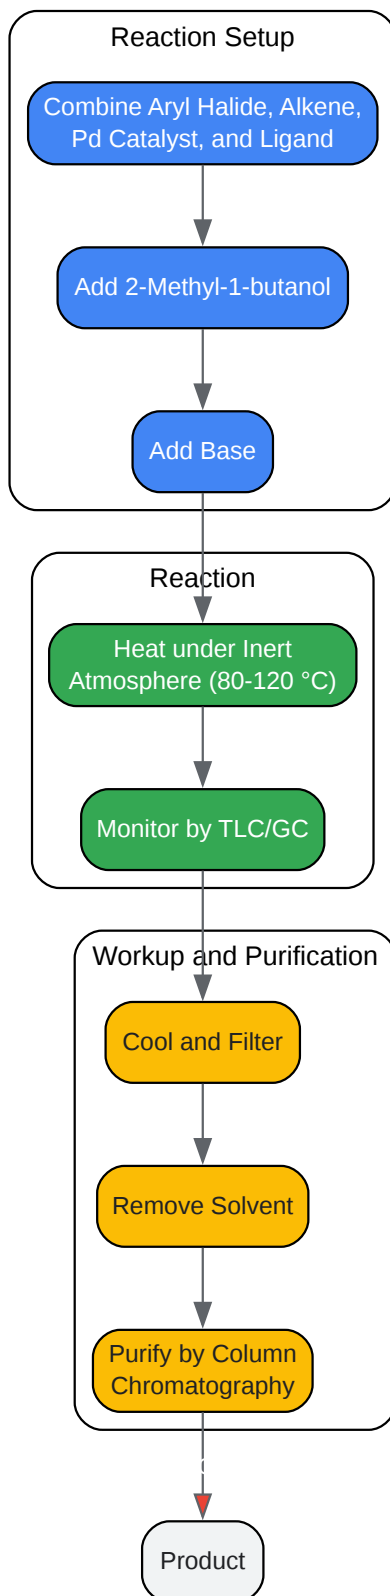 Reaction Setup
Combine Aryl Halide, Alkene,
Pd Catalyst, and Ligand
Add 2-Methyl-1-butanol
Add Base
Reaction
Heat under Inert
Atmosphere (80-120 °C)
Monitor by TLC/GC
Workup and Purification
Cool and Filter
Remove Solvent
Purify by Column
Chromatography
Product